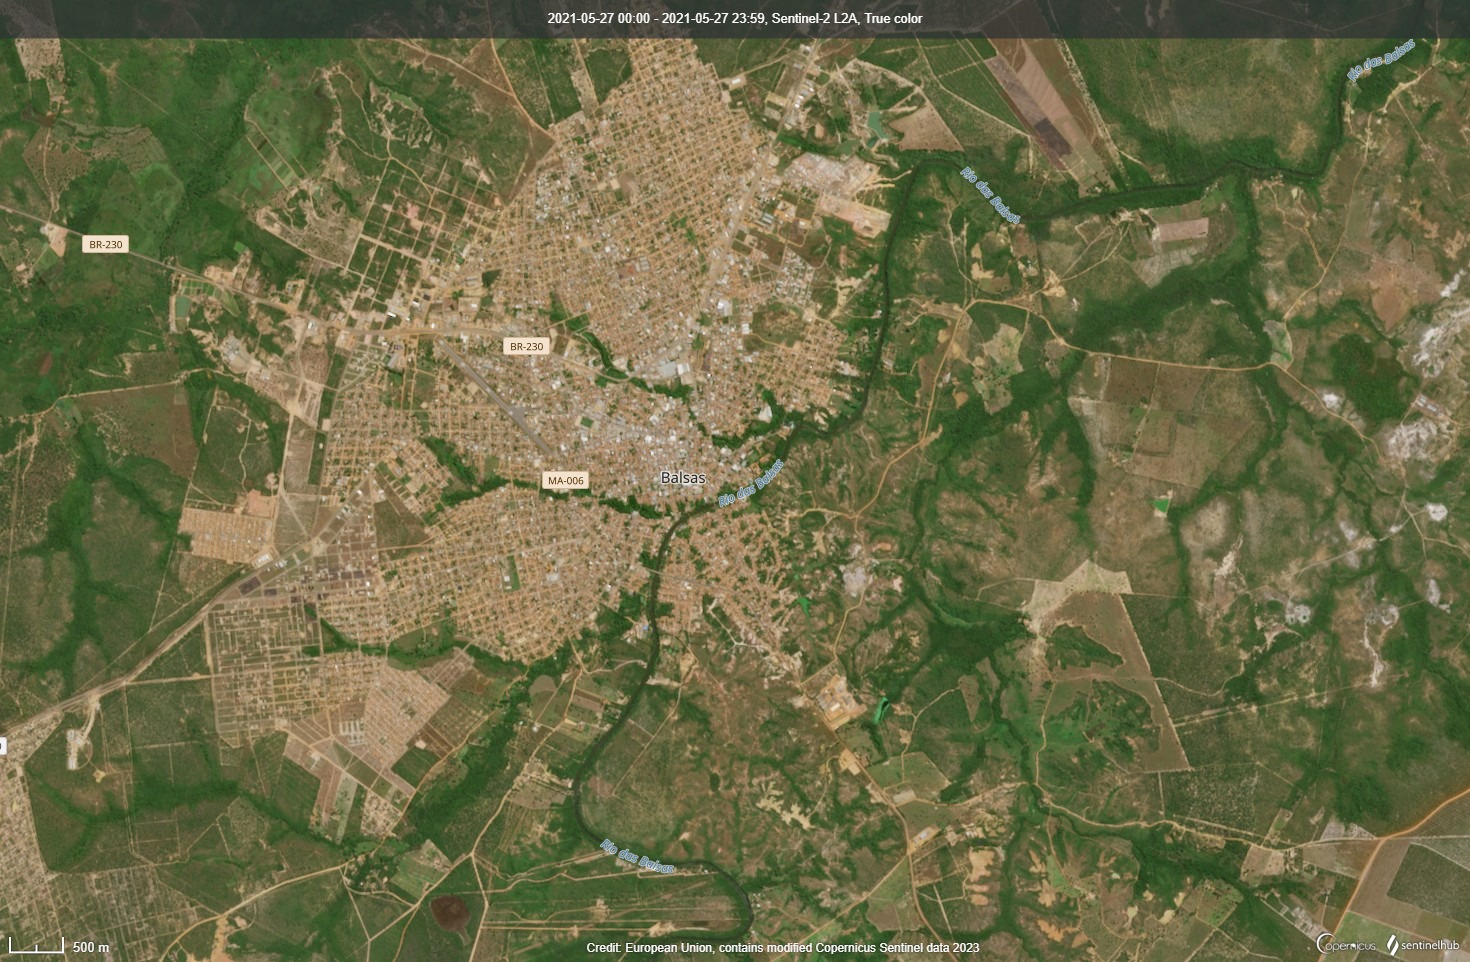 2021-05-27 00:00 - 2021-05-27 23:59, Sentinel-2 L2A, True color
Rio das Balsas
Rio das Balsas
BR-230
BR-230
Balsas
MA-006
Rio das Balsas
Rio das Balsas
500 m
Credit: European Union, contains modified Copernicus Sentinel data 2023
opernicus
sentinelhub